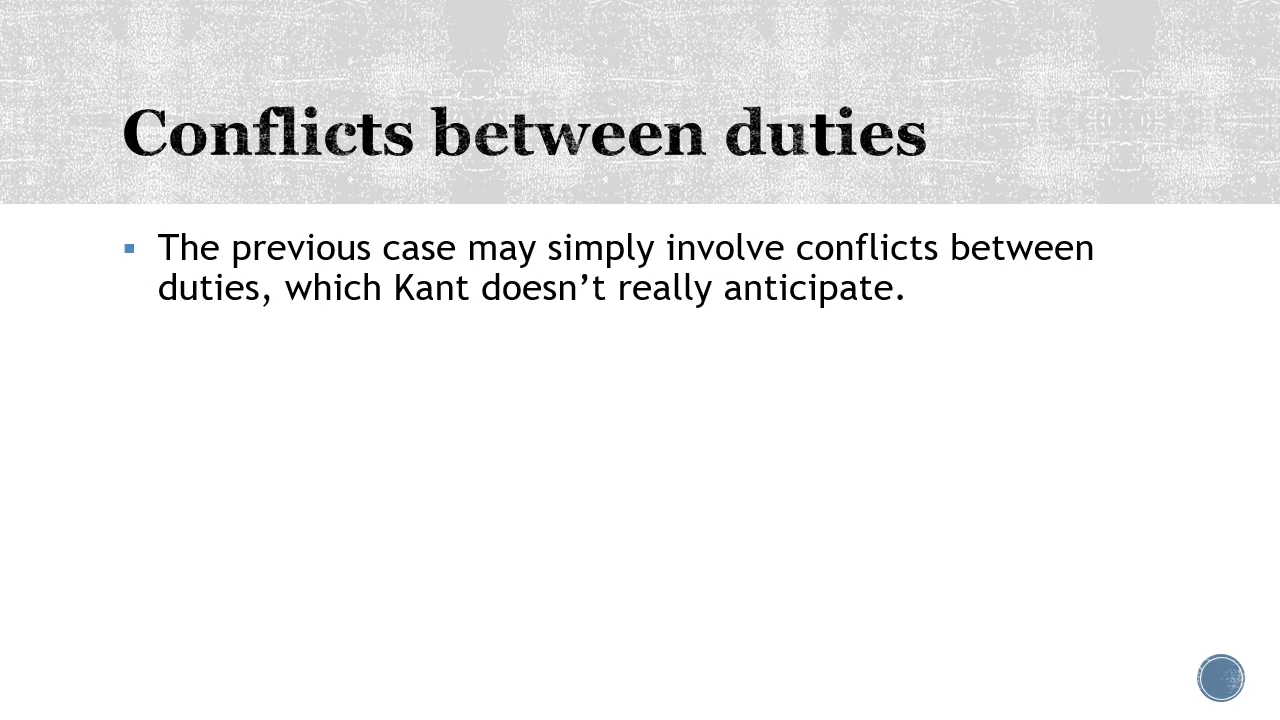 Conflicts between duties
▪ The previous case may simply involve conflicts between
duties, which Kant doesn’t really anticipate.